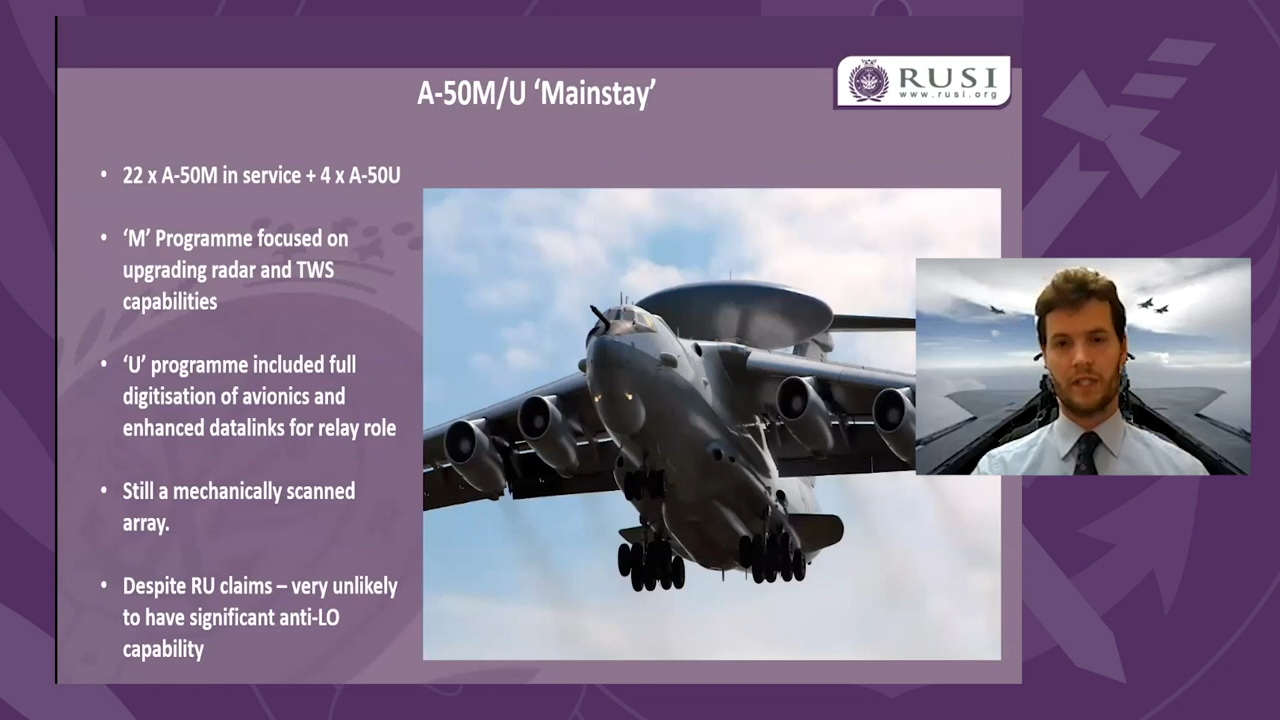 A-50M/U ‘Mainstay’
RUSI
www.rusi.org
• 22 x A-50M in service + 4 x A-50U
• ‘M’ Programme focused on
upgrading radar and TWS
capabilities
• ‘U’ programme included full
digitisation of avionics and
enhanced datalinks for relay role
• Still a mechanically scanned
array.
• Despite RU claims – very unlikely
to have significant anti-LO
capability